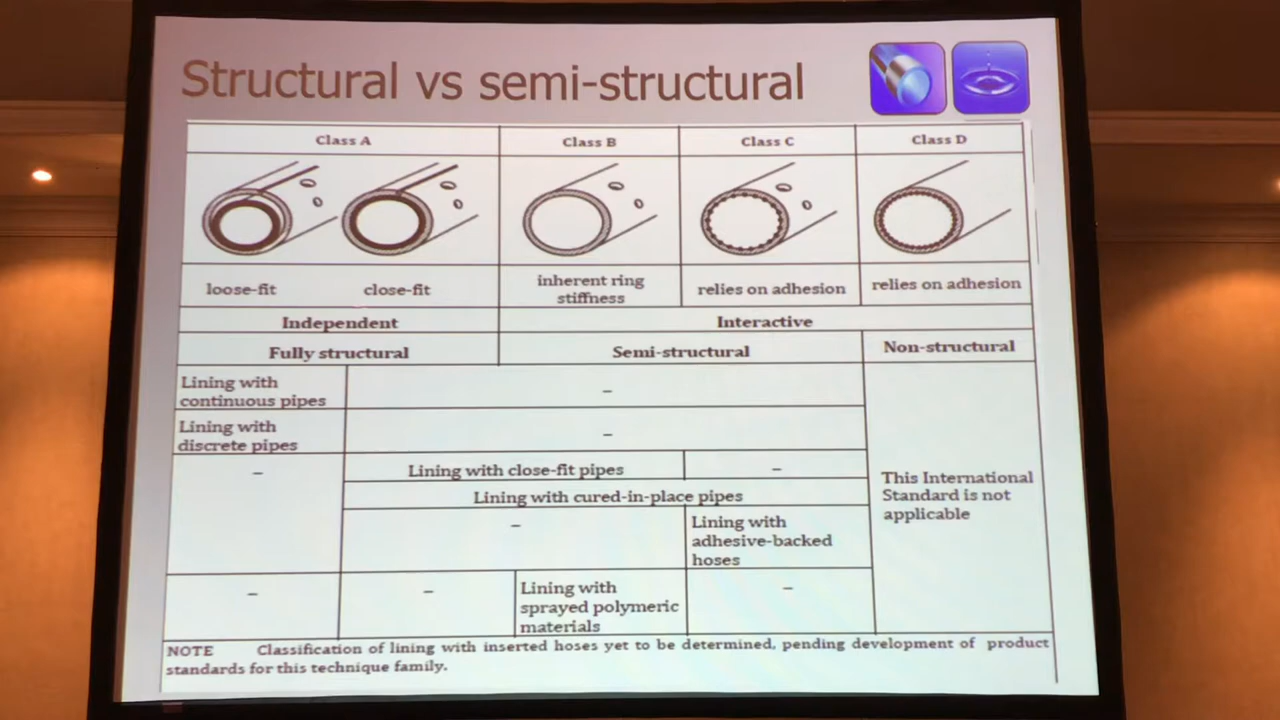 Structural vs semi-structural
Class A
Class B
Class C
Class D
loose-fit
close-fit
inherent ring
stiffness
relies on adhesion
relies on adhesion
Independent
Interactive
Fully structural
Semi-structural
Non-structural
Lining with
continuous pipes
–
Lining with
discrete pipes
–
–
Lining with close-fit pipes
–
This International
Standard is not
applicable
Lining with cured-in-place pipes
–
Lining with
adhesive-backed
hoses
–
–
Lining with
sprayed polymeric
materials
–
NOTE Classification of lining with inserted hoses yet to be determined, pending development of product
standards for this technique family.